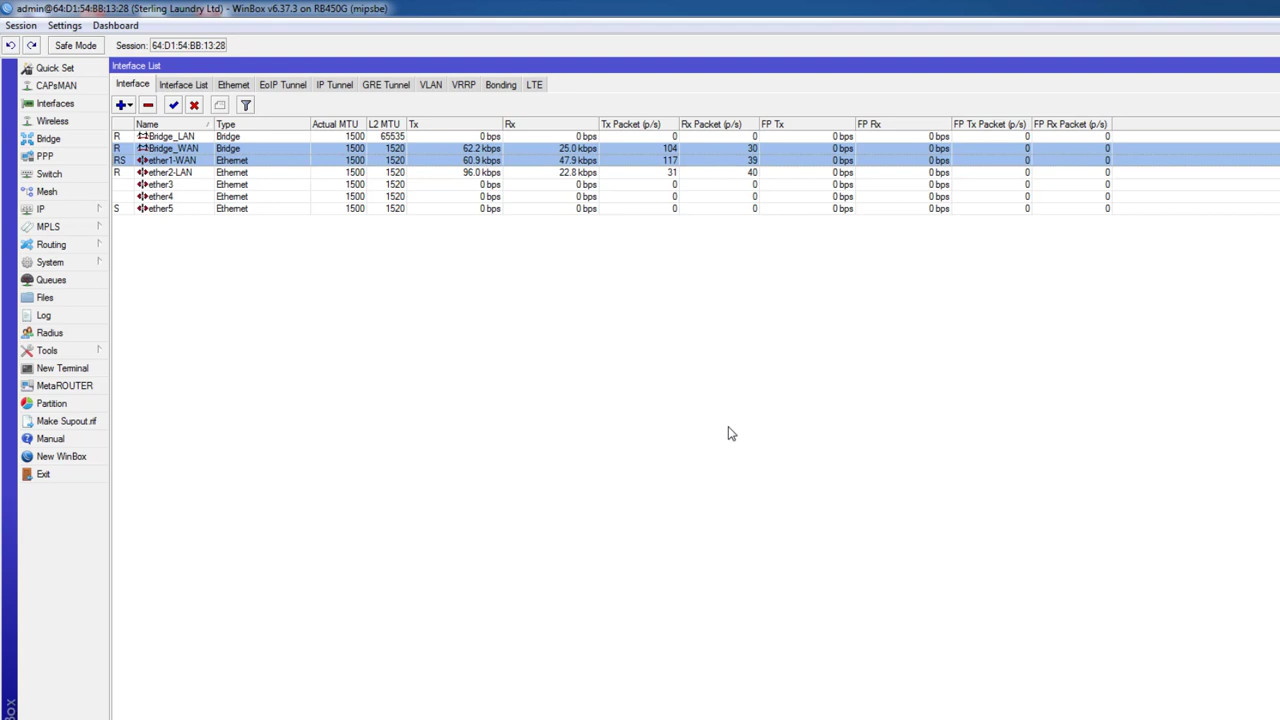 admin@64:D1:54:BB:13:28 (Sterling Laundry Ltd) - WinBox v6.37.3 on RB450G (mipsbe)
Session Settings Dashboard
Safe Mode Session: 64:D1:54:BB:13:28
Quick Set
CAPsMAN
Interfaces
Wireless
Bridge
PPP
Switch
Mesh
IP
MPLS
Routing
System
Queues
Files
Log
Radius
Tools
New Terminal
MetaROUTER
Partition
Make Supout.rif
Manual
New WinBox
Exit
Interface List
Interface Interface List Ethernet EoIP Tunnel IP Tunnel GRE Tunnel VLAN VRRP Bonding LTE
Name Type Actual MTU L2 MTU Tx Rx Tx Packet (p/s) Rx Packet (p/s) FP Tx FP Rx FP Tx Packet (p/s) FP Rx Packet (p/s)
R Bridge_LAN Bridge 1500 65535 0 bps 0 bps 0 0 0 bps 0 bps 0 0
R Bridge_WAN Bridge 1500 1520 62.2 kbps 25.0 kbps 104 30 0 bps 0 bps 0 0
RS ether1-WAN Ethernet 1500 1520 60.9 kbps 47.9 kbps 117 39 0 bps 0 bps 0 0
R ether2-LAN Ethernet 1500 1520 96.0 kbps 22.8 kbps 31 40 0 bps 0 bps 0 0
ether3 Ethernet 1500 1520 0 bps 0 bps 0 0 0 bps 0 bps 0 0
ether4 Ethernet 1500 1520 0 bps 0 bps 0 0 0 bps 0 bps 0 0
S ether5 Ethernet 1500 1520 0 bps 0 bps 0 0 0 bps 0 bps 0 0